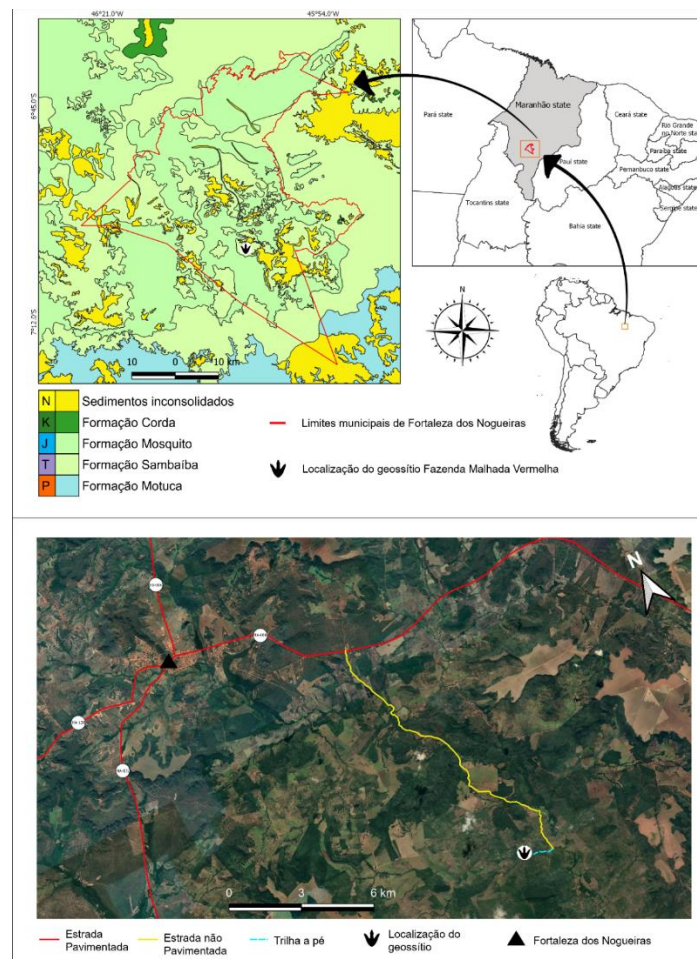 46°21.0'W
45°54.0'W
6°45.0'S
7°12.0'S
10 0 10 km
N Sedimentos inconsolidados
K Formação Corda
J Formação Mosquito
T Formação Sambaíba
P Formação Motuca
Limites municipais de Fortaleza dos Nogueiras
Localização do geossítio Fazenda Malhada Vermelha
Maranhão state
Pará state
Ceará state
Rio Grande
do Norte state
Paraíba state
Piauí state
Pernambuco state
Alagoas state
Sergipe state
Tocantins state
Bahia state
N
N
0 3 6 km
Estrada
Pavimentada
Estrada não
Pavimentada
Trilha a pé
Localização do
geossítio
Fortaleza dos Nogueiras